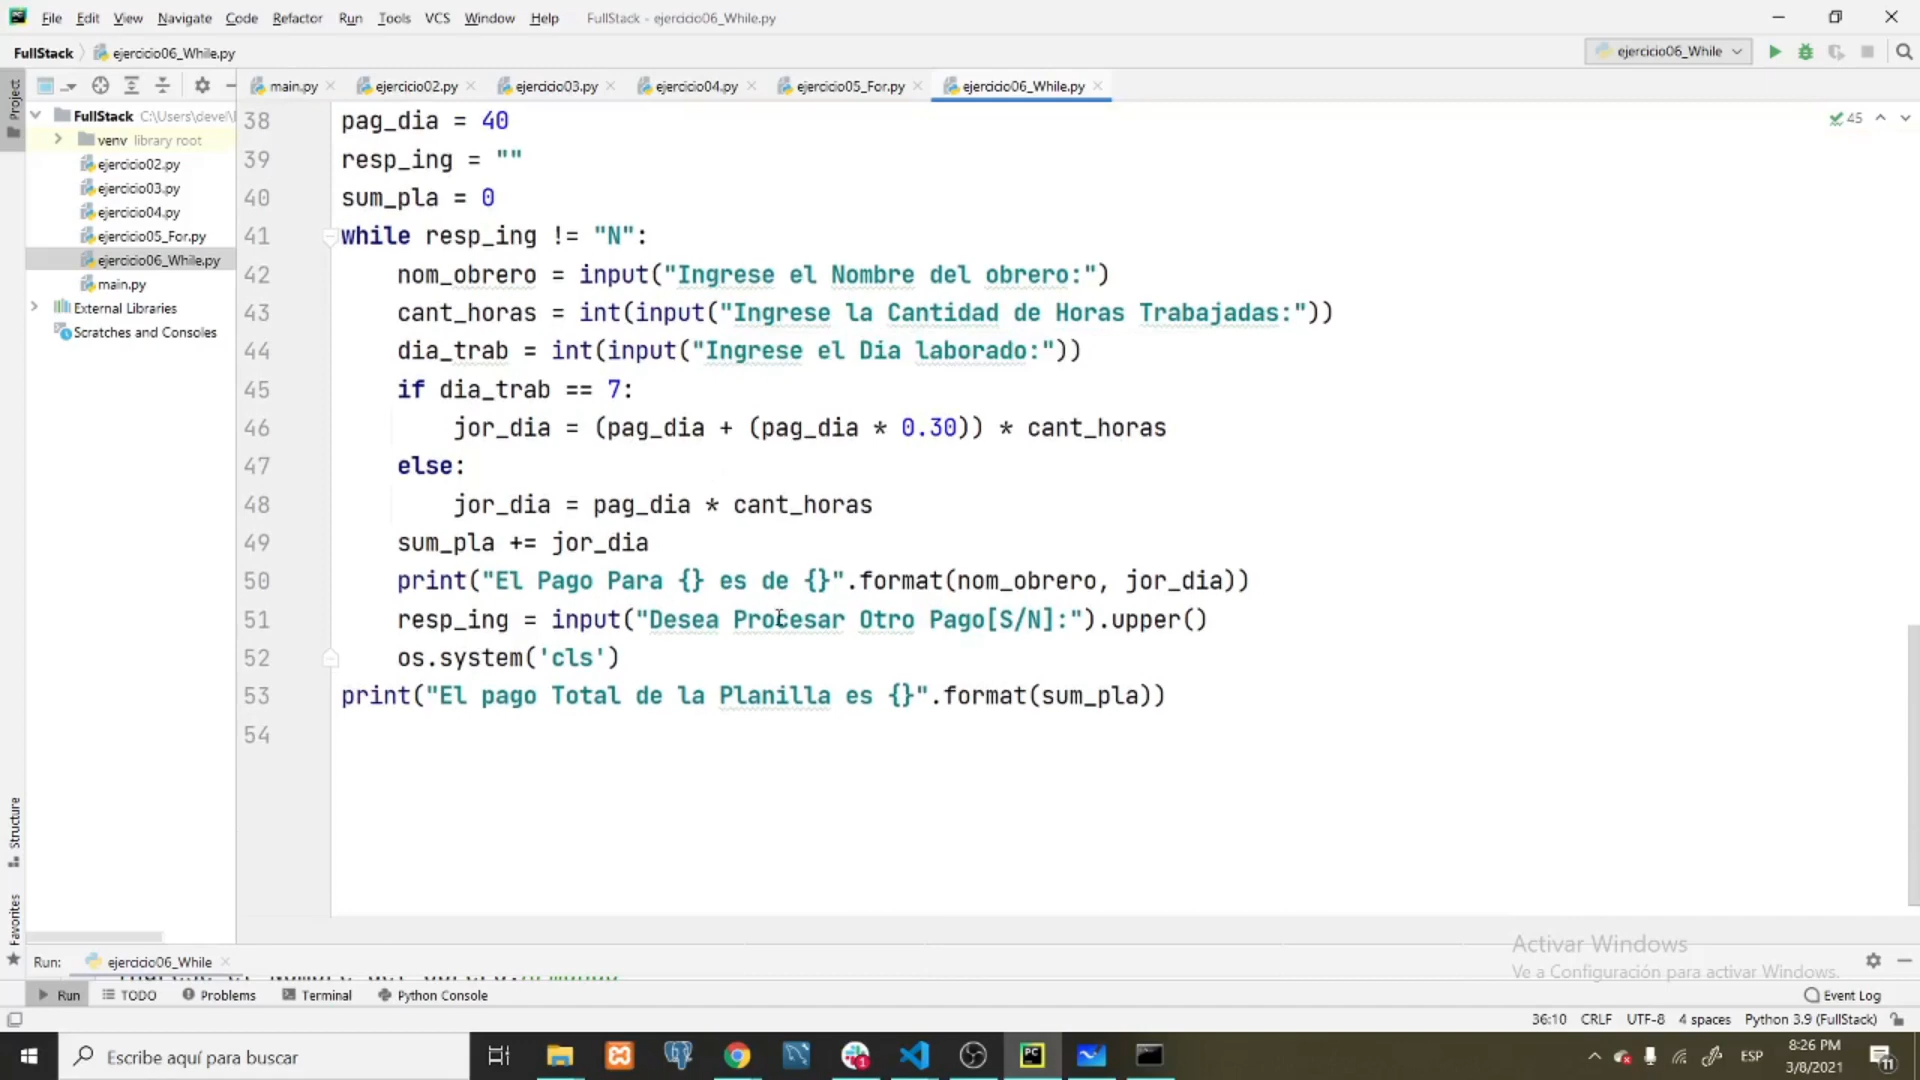 File Edit View Navigate Code Refactor Run Tools VCS Window Help FullStack - ejercicio06_While.py
FullStack ejercicio06_While.py ejercicio06_While
main.py ejercicio02.py ejercicio03.py ejercicio04.py ejercicio05_For.py ejercicio06_While.py
Project
FullStack C:\Users\devel\
venv library root
ejercicio02.py
ejercicio03.py
ejercicio04.py
ejercicio05_For.py
ejercicio06_While.py
main.py
External Libraries
Scratches and Consoles
45
38 pag_dia = 40
39 resp_ing = ""
40 sum_pla = 0
41 while resp_ing != "N":
42 nom_obrero = input("Ingrese el Nombre del obrero:")
43 cant_horas = int(input("Ingrese la Cantidad de Horas Trabajadas:"))
44 dia_trab = int(input("Ingrese el Dia laborado:"))
45 if dia_trab == 7:
46 jor_dia = (pag_dia + (pag_dia * 0.30)) * cant_horas
47 else:
48 jor_dia = pag_dia * cant_horas
49 sum_pla += jor_dia
50 print("El Pago Para {} es de {}".format(nom_obrero, jor_dia))
51 resp_ing = input("Desea Procesar Otro Pago[S/N]:").upper()
52 os.system('cls')
53 print("El pago Total de la Planilla es {}".format(sum_pla))
54
Structure
Favorites
Activar Windows
Ve a Configuración para activar Windows.
Run: ejercicio06_While
Run TODO Problems Terminal Python Console Event Log
36:10 CRLF UTF-8 4 spaces Python 3.9 (FullStack)
Escribe aquí para buscar
1
PC
ESP
8:26 PM
3/8/2021
11